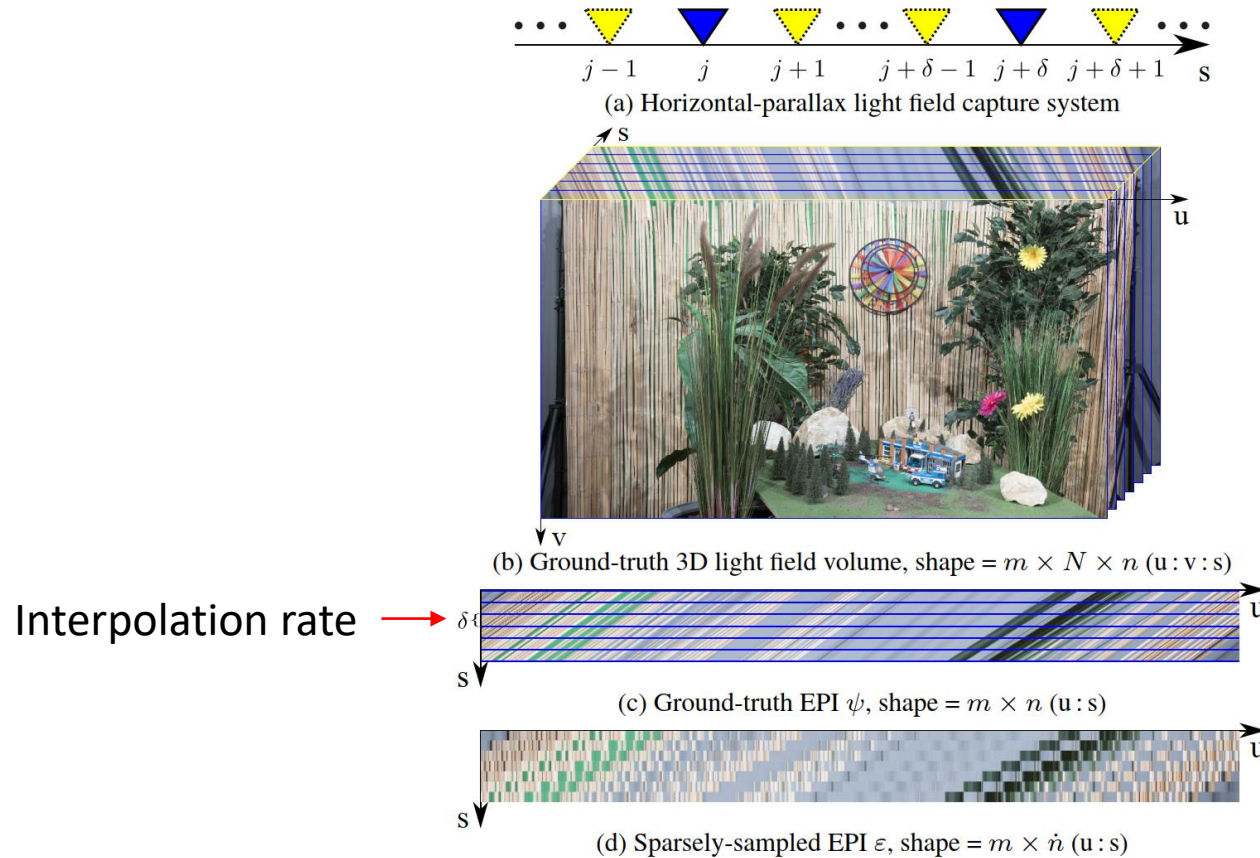 j − 1 j j + 1 j + δ − 1 j + δ j + δ + 1 s
(a) Horizontal-parallax light field capture system
s
u
v
(b) Ground-truth 3D light field volume, shape = m × N × n (u : v : s)
Interpolation rate δ{ u
s
(c) Ground-truth EPI ψ, shape = m × n (u : s)
u
s
(d) Sparsely-sampled EPI ε, shape = m × ṅ (u : s)